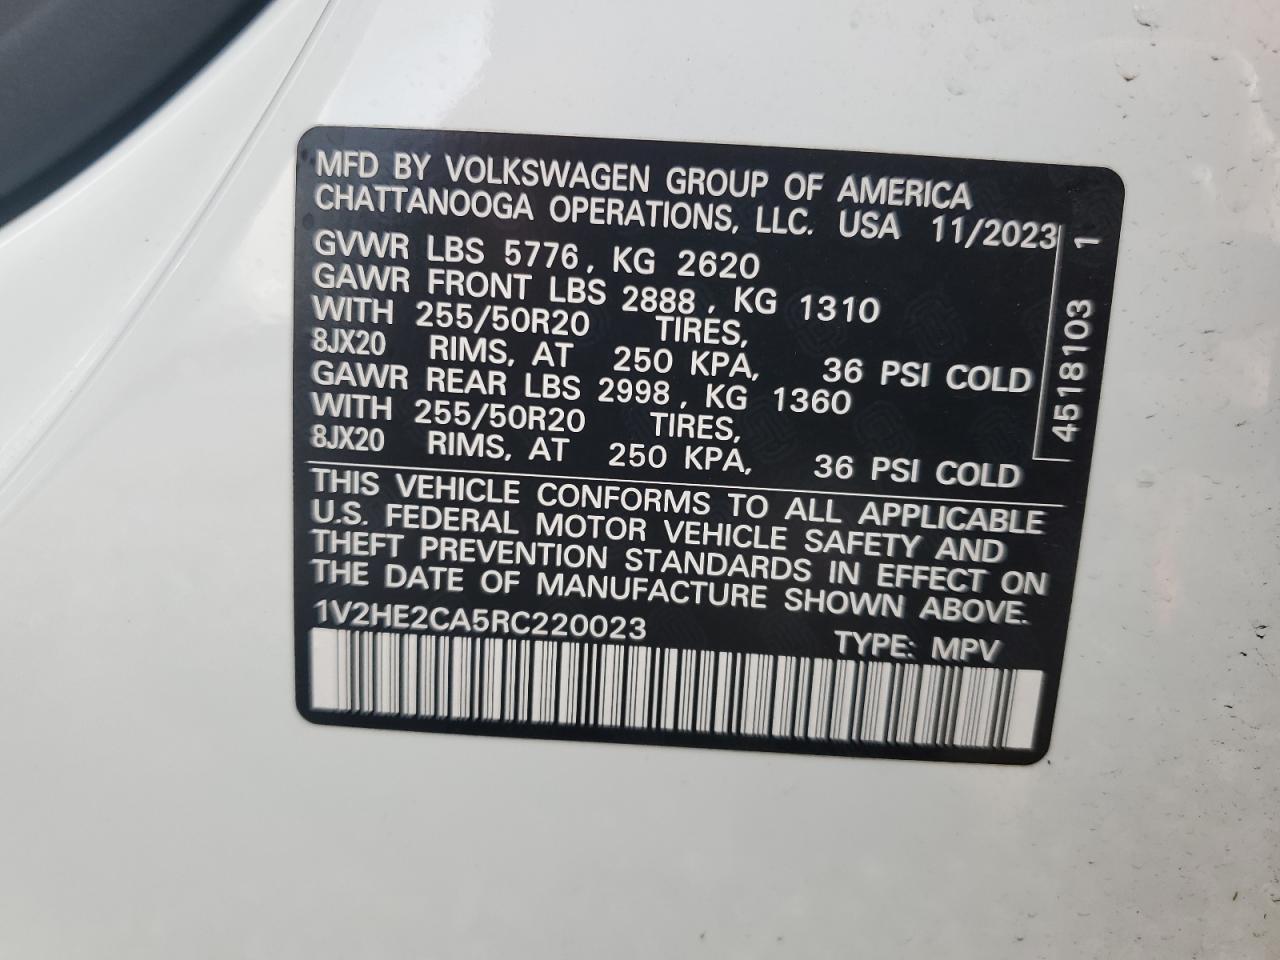 MFD BY VOLKSWAGEN GROUP OF AMERICA
CHATTANOOGA OPERATIONS, LLC. USA 11/2023
GVWR LBS 5776, KG 2620
GAWR FRONT LBS 2888, KG 1310
WITH 255/50R20 TIRES,
8JX20 RIMS, AT 250 KPA, 36 PSI COLD
GAWR REAR LBS 2998, KG 1360
WITH 255/50R20 TIRES,
8JX20 RIMS, AT 250 KPA, 36 PSI COLD
THIS VEHICLE CONFORMS TO ALL APPLICABLE
U.S. FEDERAL MOTOR VEHICLE SAFETY AND
THEFT PREVENTION STANDARDS IN EFFECT ON
THE DATE OF MANUFACTURE SHOWN ABOVE.
1V2HE2CA5RC220023 TYPE: MPV
4518103 1